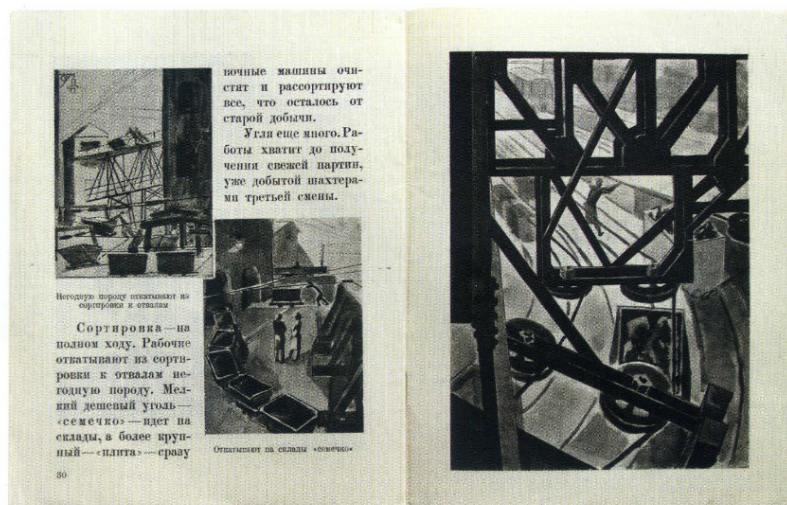 вочные машины очи-
стят и рассортируют
все, что осталось от
старой добычи.
Угля еще много. Ра-
боты хватит до полу-
чения свежей партии,
уже добытой шахтера-
ми третьей смены.
Негодную породу откатывают из
сортировки к отвалам
Сортировка — на
полном ходу. Рабочие
откатывают из сорти-
ровки к отвалам не-
годную породу. Мел-
кий дешевый уголь —
«семечко» — идет на
склады, а более круп-
ный — «плита» — сразу
Откатывают на склады «семечко»
30